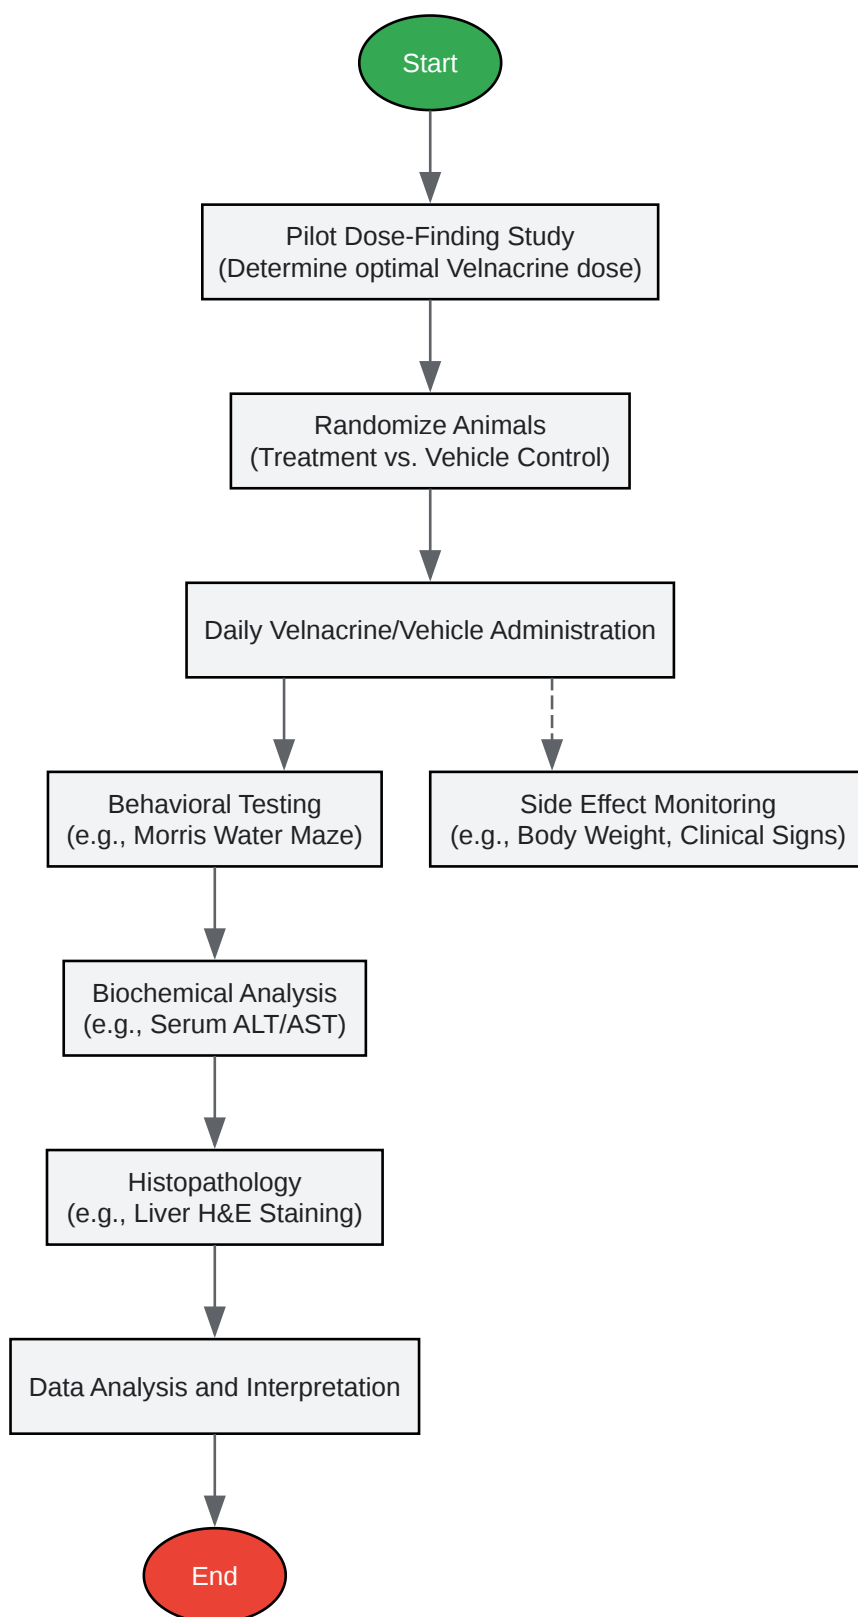 Start
Pilot Dose-Finding Study
(Determine optimal Velnacrine dose)
Randomize Animals
(Treatment vs. Vehicle Control)
Daily Velnacrine/Vehicle Administration
Behavioral Testing
(e.g., Morris Water Maze)
Side Effect Monitoring
(e.g., Body Weight, Clinical Signs)
Biochemical Analysis
(e.g., Serum ALT/AST)
Histopathology
(e.g., Liver H&E Staining)
Data Analysis and Interpretation
End